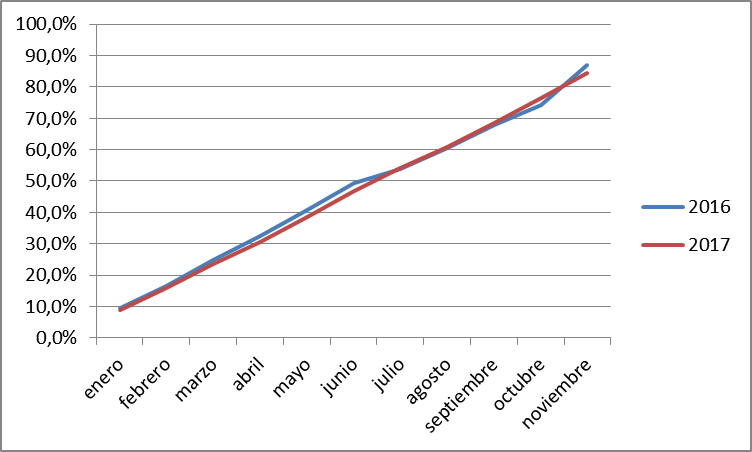 100,0%
90,0%
80,0%
70,0%
60,0%
50,0%
40,0%
30,0%
20,0%
10,0%
0,0%
enero
febrero
marzo
abril
mayo
junio
julio
agosto
septiembre
octubre
noviembre
2016
2017